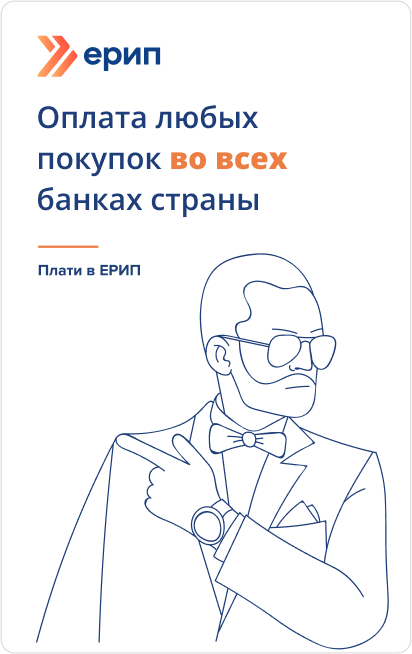 ерип
Оплата любых
покупок во всех
банках страны
Плати в ЕРИП